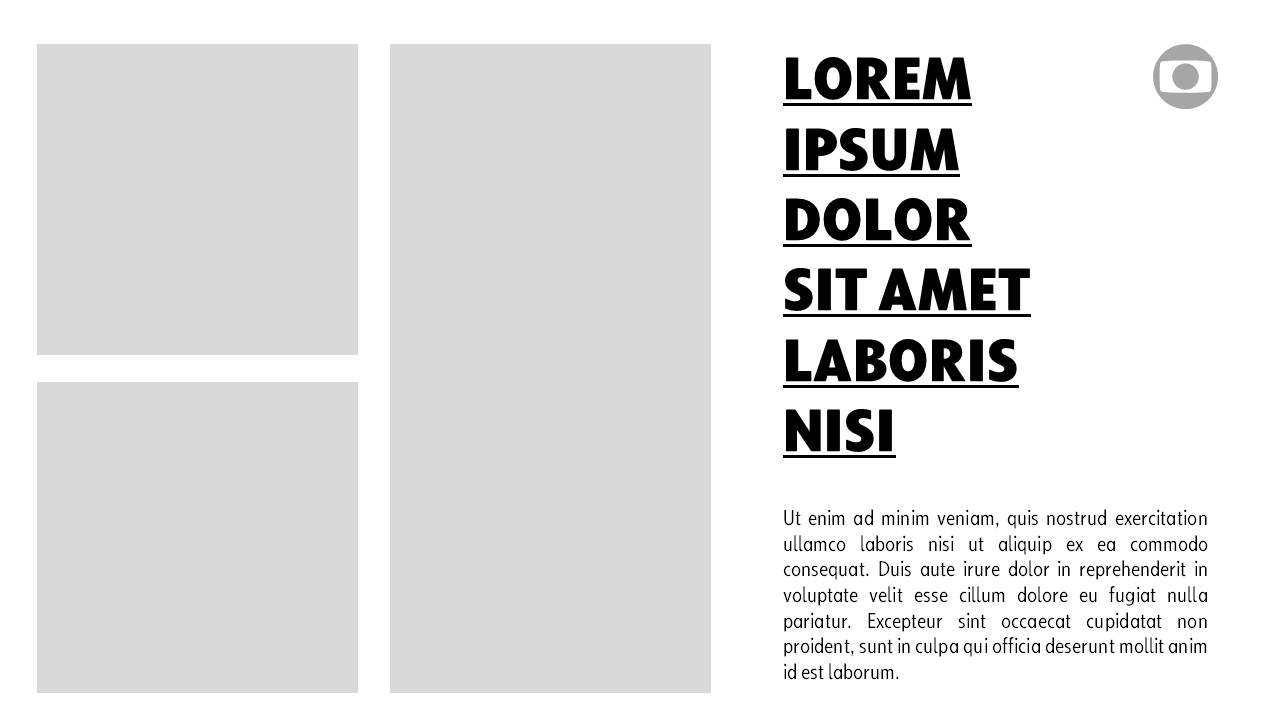 LOREM
IPSUM
DOLOR
SIT AMET
LABORIS
NISI
Ut enim ad minim veniam, quis nostrud exercitation
ullamco laboris nisi ut aliquip ex ea commodo
consequat. Duis aute irure dolor in reprehenderit in
voluptate velit esse cillum dolore eu fugiat nulla
pariatur. Excepteur sint occaecat cupidatat non
proident, sunt in culpa qui officia deserunt mollit anim
id est laborum.